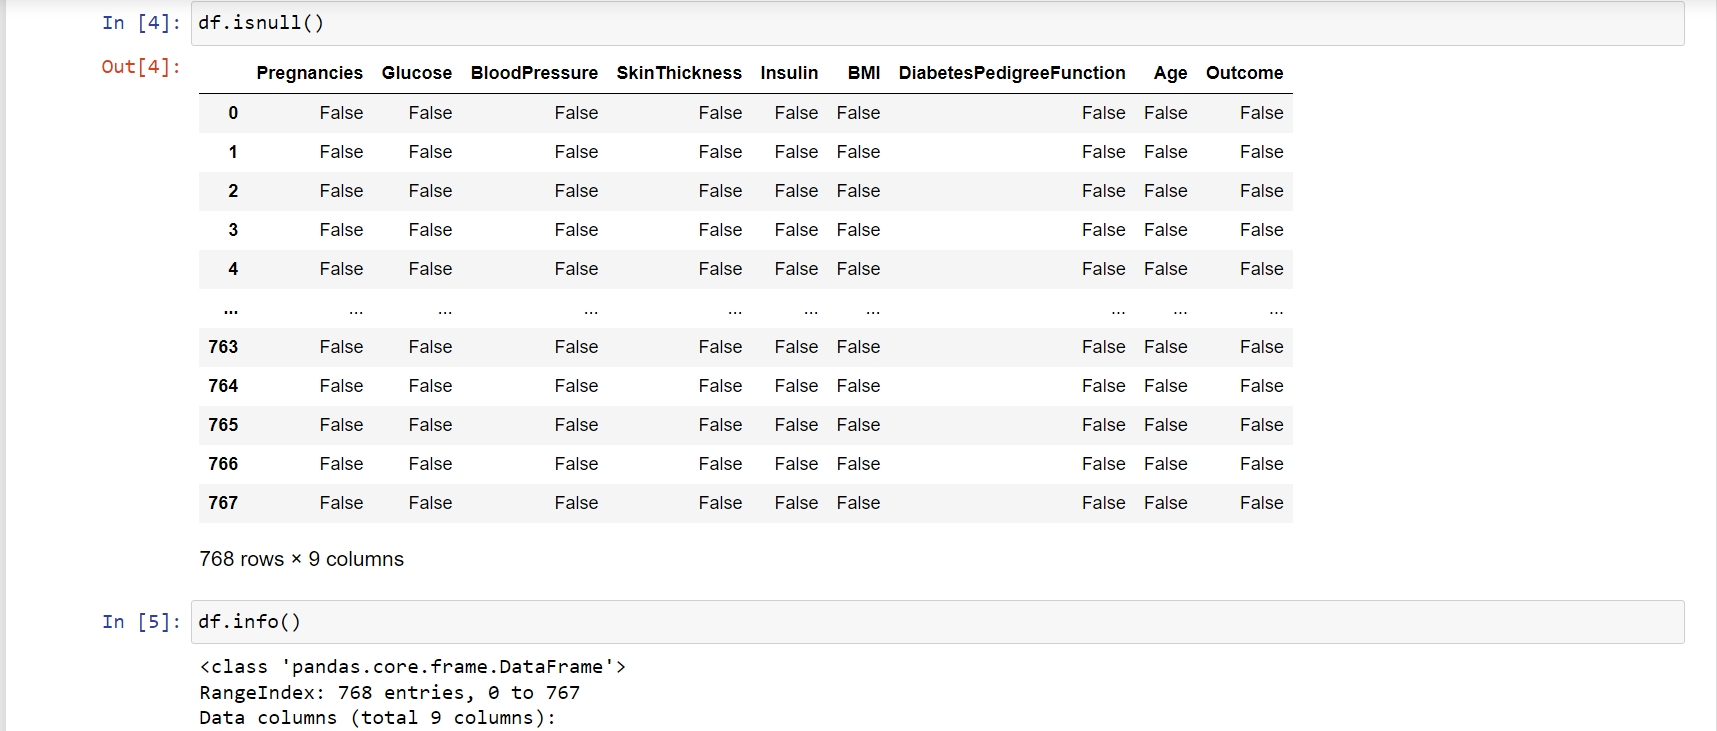 In [4]: df.isnull()
Out[4]:
Pregnancies Glucose BloodPressure SkinThickness Insulin BMI DiabetesPedigreeFunction Age Outcome
0 False False False False False False False False False
1 False False False False False False False False False
2 False False False False False False False False False
3 False False False False False False False False False
4 False False False False False False False False False
... ... ... ... ... ... ... ... ... ...
763 False False False False False False False False False
764 False False False False False False False False False
765 False False False False False False False False False
766 False False False False False False False False False
767 False False False False False False False False False
768 rows × 9 columns
In [5]: df.info()
<class 'pandas.core.frame.DataFrame'>
RangeIndex: 768 entries, 0 to 767
Data columns (total 9 columns):